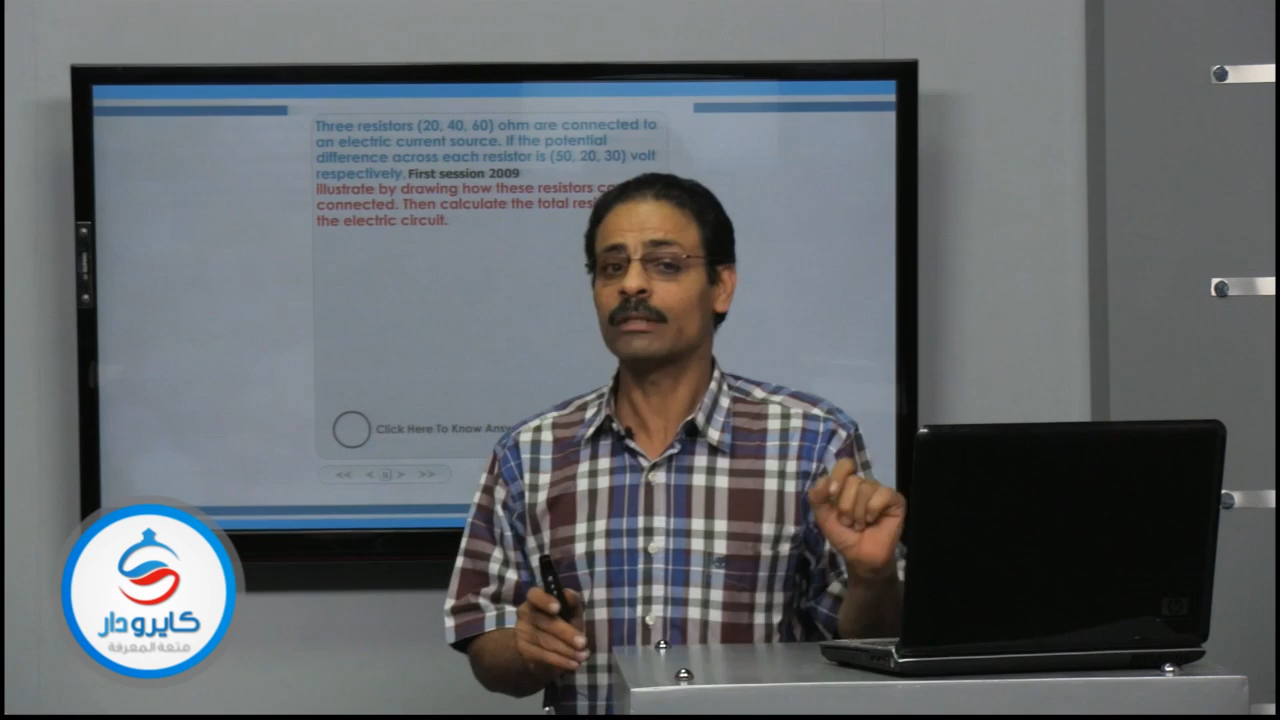 Three resistors (20, 40, 60) ohm are connected to
an electric current source. If the potential
difference across each resistor is (50, 20, 30) volt
respectively. First session 2009
illustrate by drawing how these resistors
connected. Then calculate the total
the electric circuit.
Click Here To Know
كايرودار
متعة المعرفة
hp